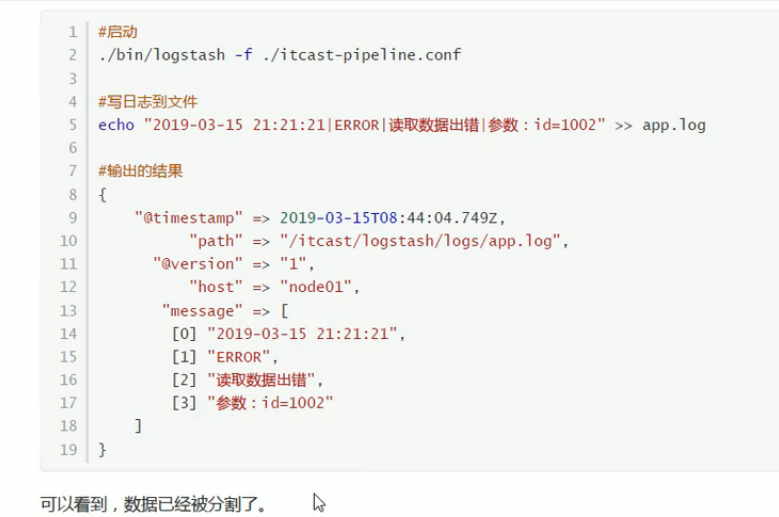 1 #启动
2 ./bin/logstash -f ./itcast-pipeline.conf
3
4 #写日志到文件
5 echo "2019-03-15 21:21:21|ERROR|读取数据出错|参数：id=1002" >> app.log
6
7 #输出的结果
8 {
9 "@timestamp" => 2019-03-15T08:44:04.749Z,
10 "path" => "/itcast/logstash/logs/app.log",
11 "@version" => "1",
12 "host" => "node01",
13 "message" => [
14 [0] "2019-03-15 21:21:21",
15 [1] "ERROR",
16 [2] "读取数据出错",
17 [3] "参数：id=1002"
18 ]
19 }
可以看到，数据已经被分割了。